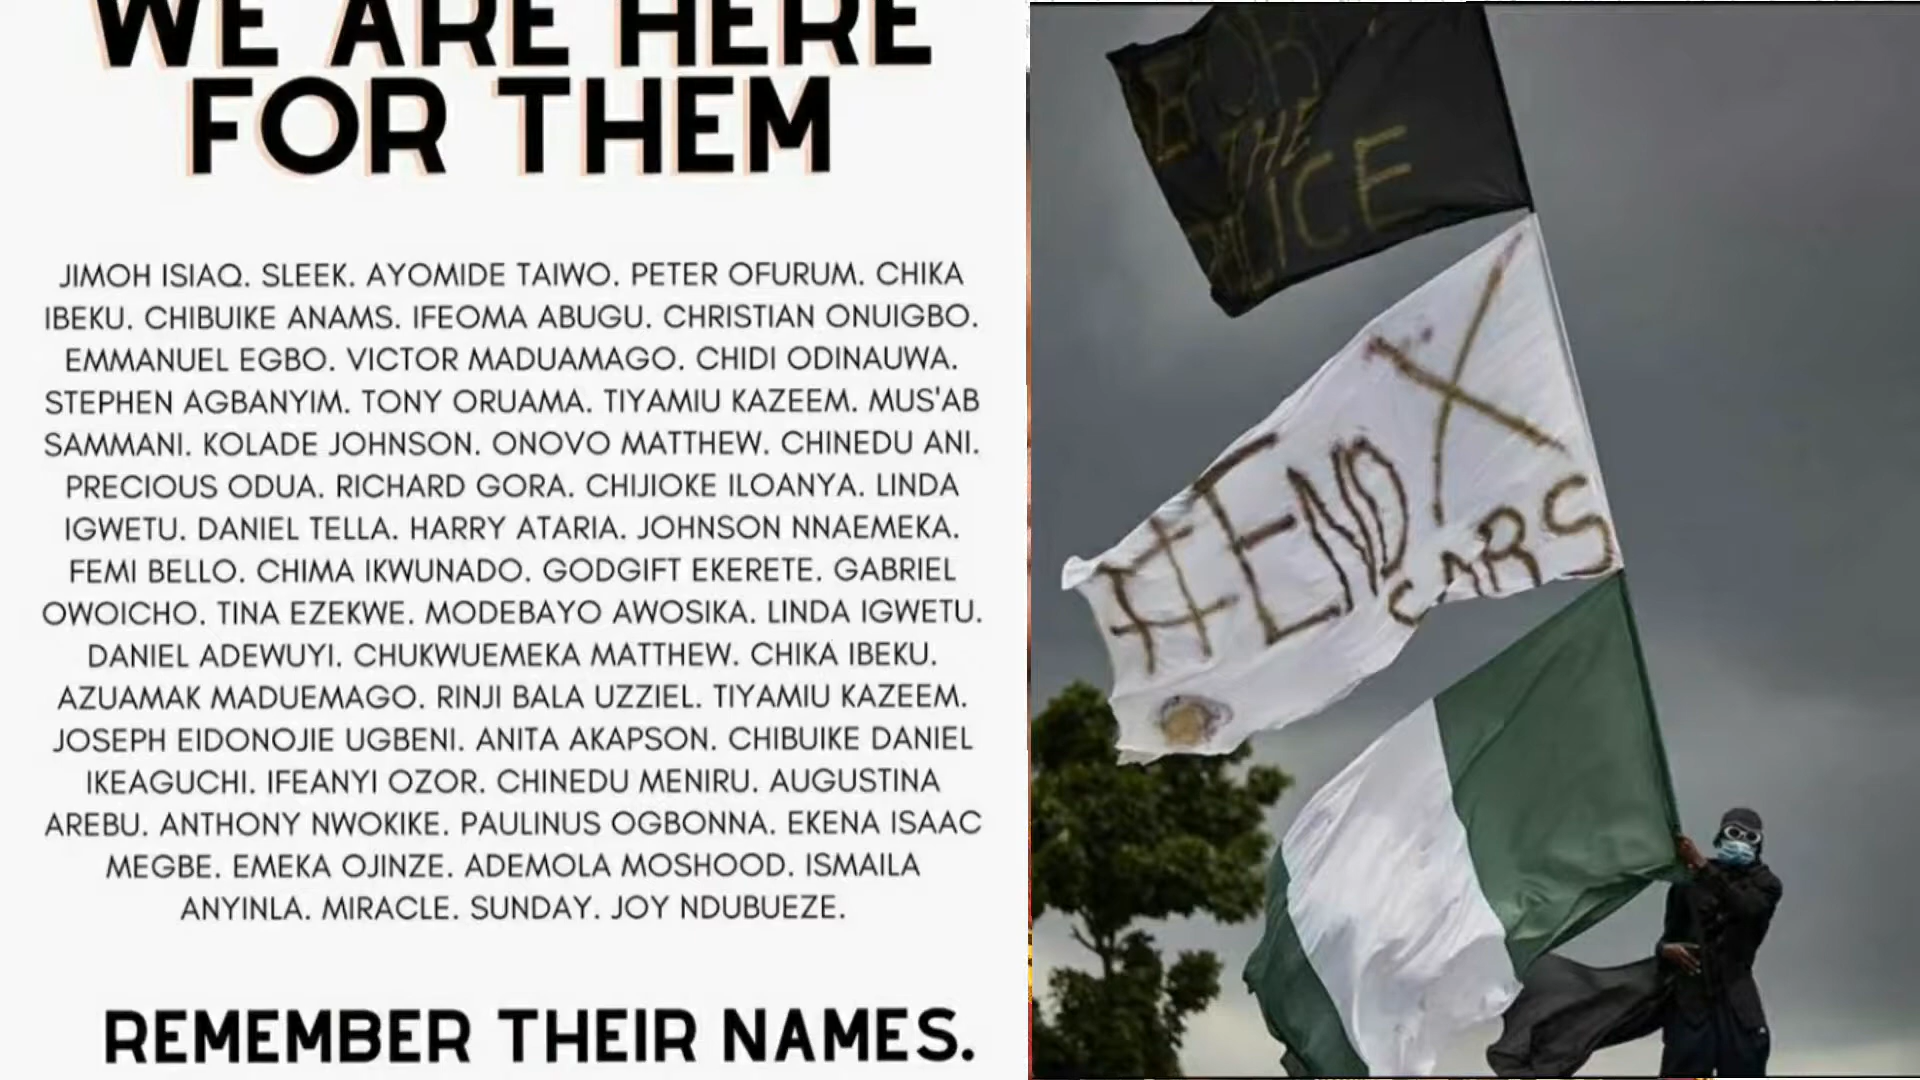 WE ARE HERE
FOR THEM
JIMOH ISIAQ. SLEEK. AYOMIDE TAIWO. PETER OFURUM. CHIKA
IBEKU. CHIBUIKE ANAMS. IFEOMA ABUGU. CHRISTIAN ONUIGBO.
EMMANUEL EGBO. VICTOR MADUAMAGO. CHIDI ODINAUWA.
STEPHEN AGBANYIM. TONY ORUAMA. TIYAMIU KAZEEM. MUS'AB
SAMMANI. KOLADE JOHNSON. ONOVO MATTHEW. CHINEDU ANI.
PRECIOUS ODUA. RICHARD GORA. CHIJIOKE ILOANYA. LINDA
IGWETU. DANIEL TELLA. HARRY ATARIA. JOHNSON NNAEMEKA.
FEMI BELLO. CHIMA IKWUNADO. GODGIFT EKERETE. GABRIEL
OWOICHO. TINA EZEKWE. MODEBAYO AWOSIKA. LINDA IGWETU.
DANIEL ADEWUYI. CHUKWUEMEKA MATTHEW. CHIKA IBEKU.
AZUAMAK MADUEMAGO. RINJI BALA UZZIEL. TIYAMIU KAZEEM.
JOSEPH EIDONOJIE UGBENI. ANITA AKAPSON. CHIBUIKE DANIEL
IKEAGUCHI. IFEANYI OZOR. CHINEDU MENIRU. AUGUSTINA
AREBU. ANTHONY NWOKIKE. PAULINUS OGBONNA. EKENA ISAAC
MEGBE. EMEKA OJINZE. ADEMOLA MOSHOOD. ISMAILA
ANYINLA. MIRACLE. SUNDAY. JOY NDUBUEZE.
REMEMBER THEIR NAMES.
THE
POLICE
#END
SARS